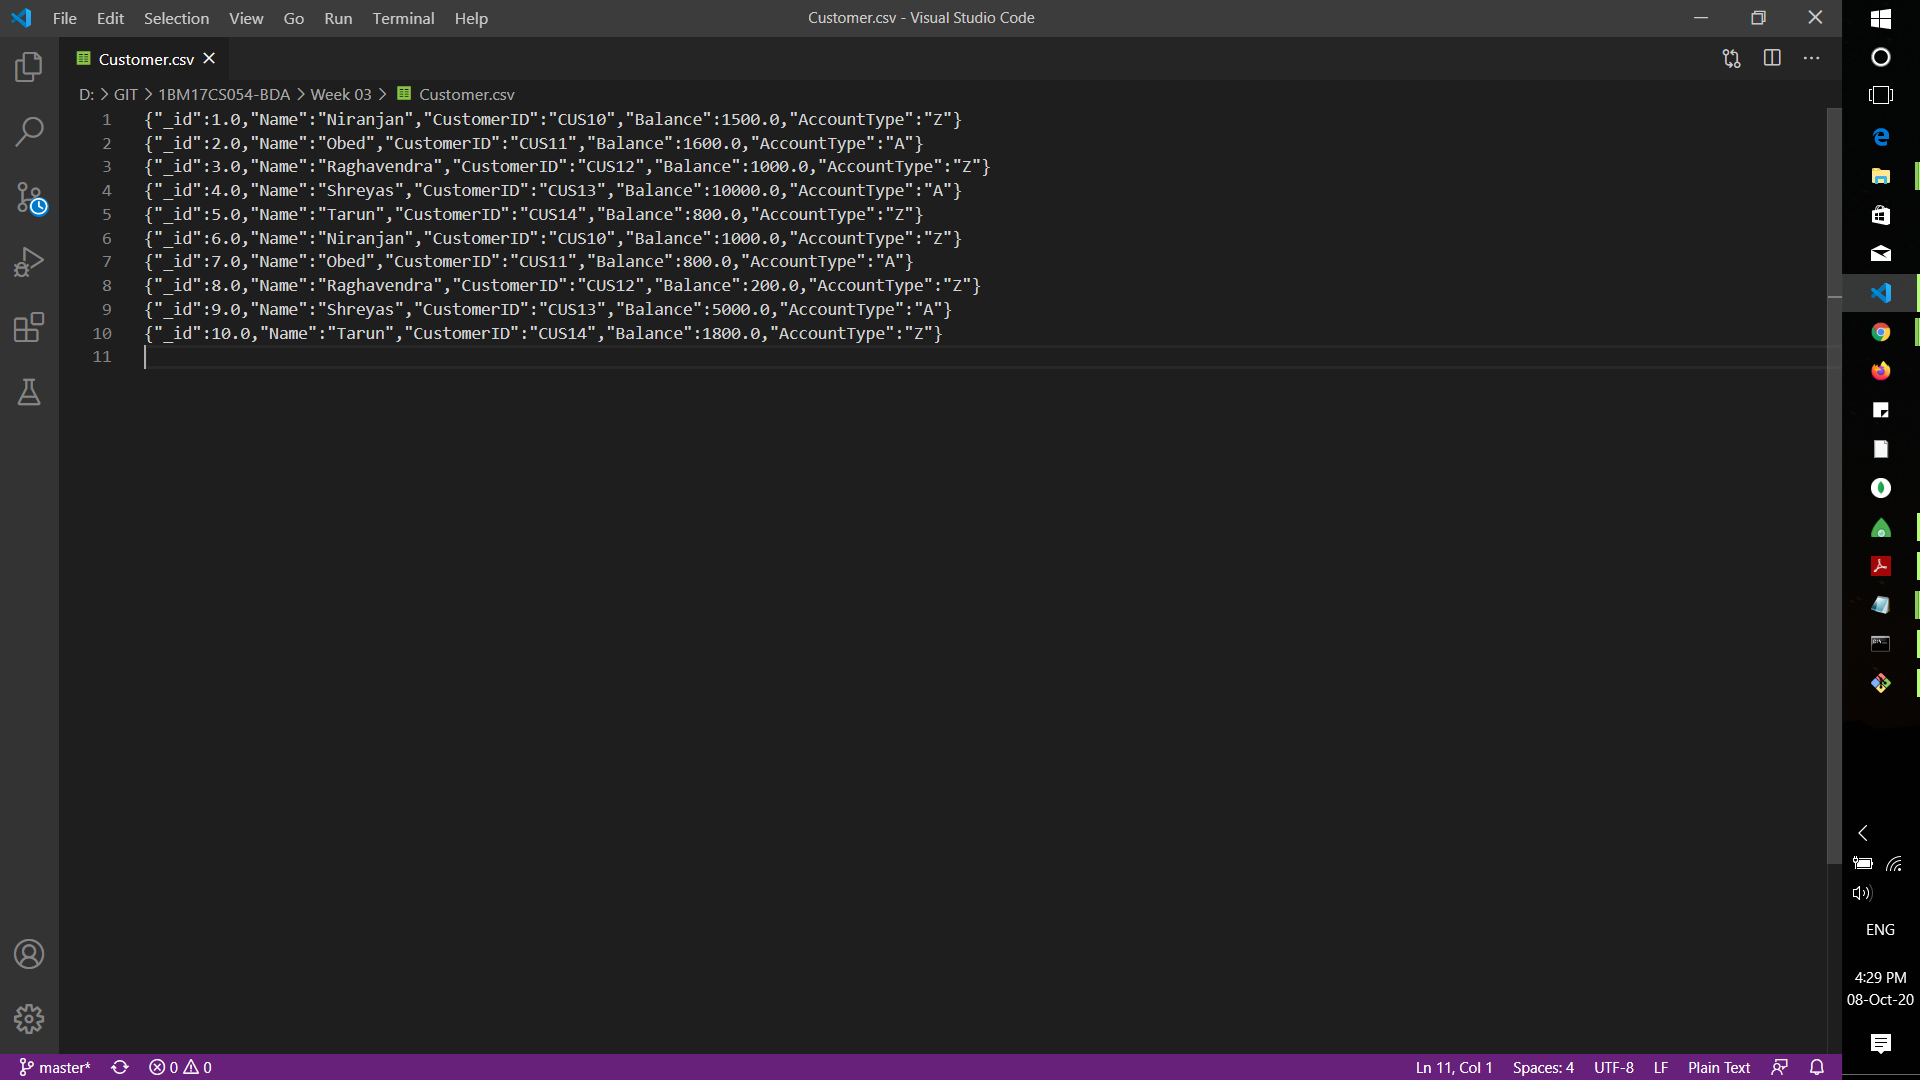 File Edit Selection View Go Run Terminal Help
Customer.csv - Visual Studio Code
Customer.csv
D: > GIT > 1BM17CS054-BDA > Week 03 > Customer.csv
1 {"_id":1.0,"Name":"Niranjan","CustomerID":"CUS10","Balance":1500.0,"AccountType":"Z"}
2 {"_id":2.0,"Name":"Obed","CustomerID":"CUS11","Balance":1600.0,"AccountType":"A"}
3 {"_id":3.0,"Name":"Raghavendra","CustomerID":"CUS12","Balance":1000.0,"AccountType":"Z"}
4 {"_id":4.0,"Name":"Shreyas","CustomerID":"CUS13","Balance":10000.0,"AccountType":"A"}
5 {"_id":5.0,"Name":"Tarun","CustomerID":"CUS14","Balance":800.0,"AccountType":"Z"}
6 {"_id":6.0,"Name":"Niranjan","CustomerID":"CUS10","Balance":1000.0,"AccountType":"Z"}
7 {"_id":7.0,"Name":"Obed","CustomerID":"CUS11","Balance":800.0,"AccountType":"A"}
8 {"_id":8.0,"Name":"Raghavendra","CustomerID":"CUS12","Balance":200.0,"AccountType":"Z"}
9 {"_id":9.0,"Name":"Shreyas","CustomerID":"CUS13","Balance":5000.0,"AccountType":"A"}
10 {"_id":10.0,"Name":"Tarun","CustomerID":"CUS14","Balance":1800.0,"AccountType":"Z"}
11
master* 0 0
Ln 11, Col 1 Spaces: 4 UTF-8 LF Plain Text
ENG
4:29 PM
08-Oct-20